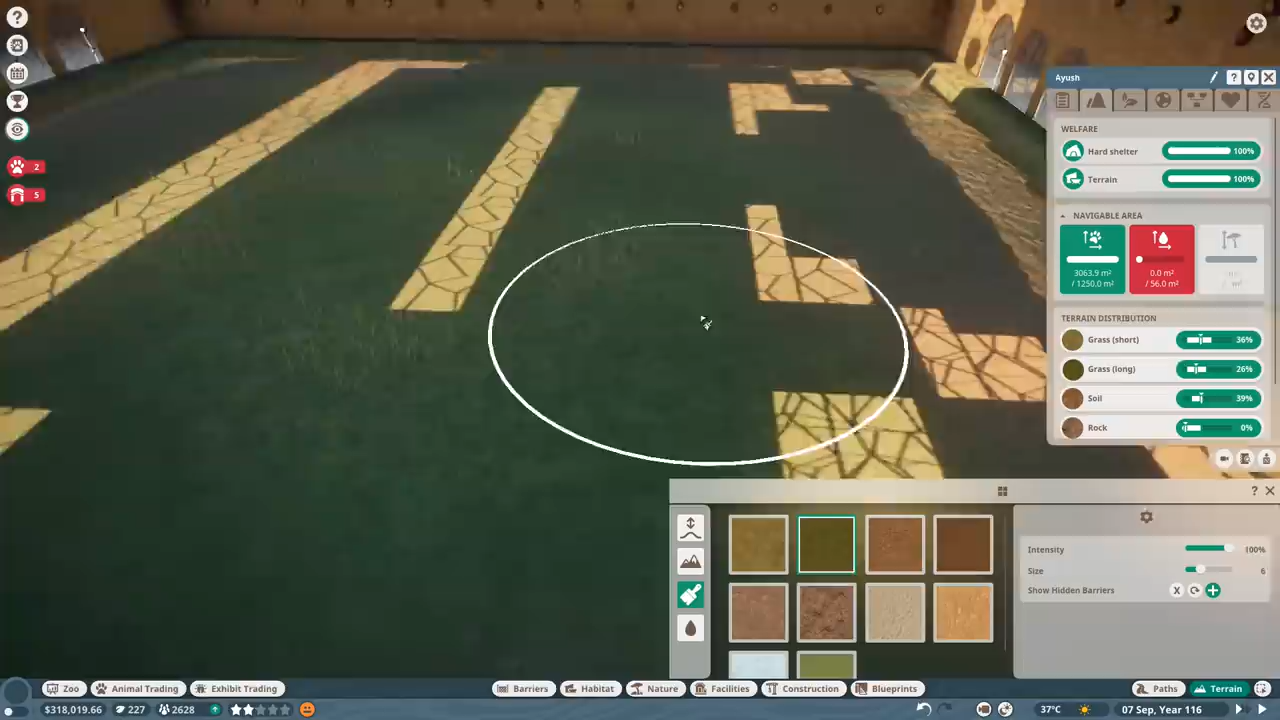 ?
Ayush
?
WELFARE
Hard shelter 100%
Terrain 100%
2
5
NAVIGABLE AREA
3063.9 m² / 1250.0 m²
0.0 m² / 56.0 m²
TERRAIN DISTRIBUTION
Grass (short) 36%
Grass (long) 26%
Soil 39%
Rock 0%
?
Intensity 100%
Size 6
Show Hidden Barriers X
Zoo Animal Trading Exhibit Trading Barriers Habitat Nature Facilities Construction Blueprints Paths Terrain
$318,019.66 227 2628 37°C 07 Sep, Year 116